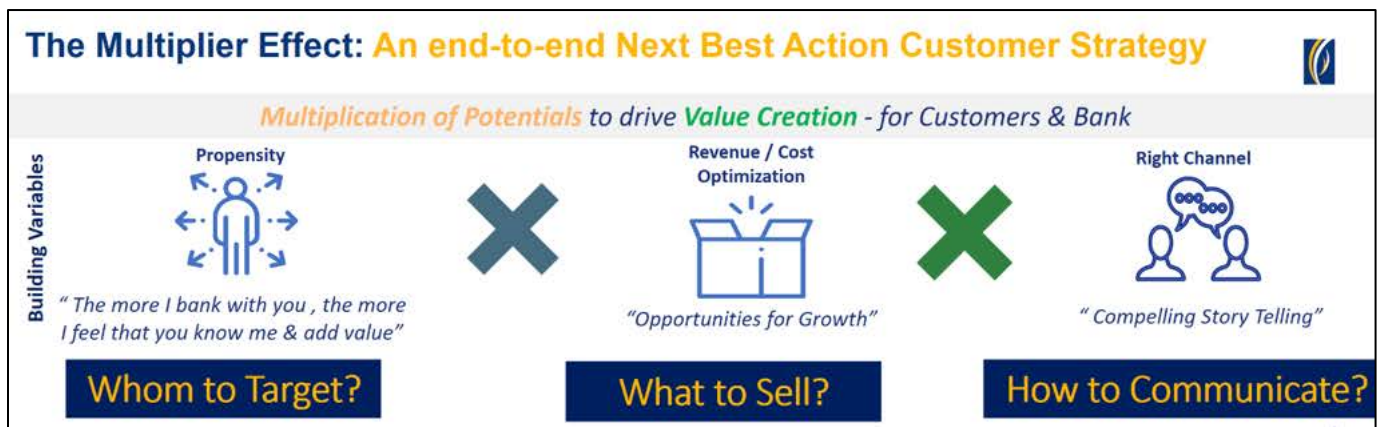 The Multiplier Effect: An end-to-end Next Best Action Customer Strategy
Multiplication of Potentials to drive Value Creation - for Customers & Bank
Building Variables
Propensity
“ The more I bank with you , the more
I feel that you know me & add value”
Whom to Target?
Revenue / Cost
Optimization
“Opportunities for Growth”
What to Sell?
Right Channel
“ Compelling Story Telling”
How to Communicate?